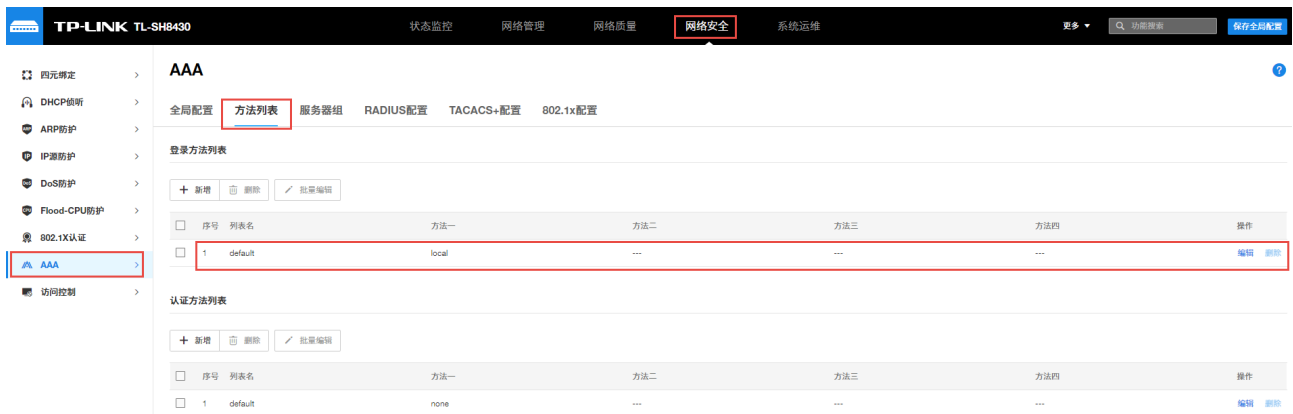 TP-LINK TL-SH8430 状态监控 网络管理 网络质量 网络安全 系统运维 更多 功能搜索 保存全局配置
四元绑定
DHCP侦听
ARP防护
IP源防护
DoS防护
Flood-CPU防护
802.1X认证
AAA
访问控制
AAA
全局配置 方法列表 服务器组 RADIUS配置 TACACS+配置 802.1x配置
登录方法列表
新增 删除 批量编辑
序号 列表名 方法一 方法二 方法三 方法四 操作
1 default local --- --- --- 编辑 删除
认证方法列表
新增 删除 批量编辑
序号 列表名 方法一 方法二 方法三 方法四 操作
1 default none --- --- --- 编辑 删除